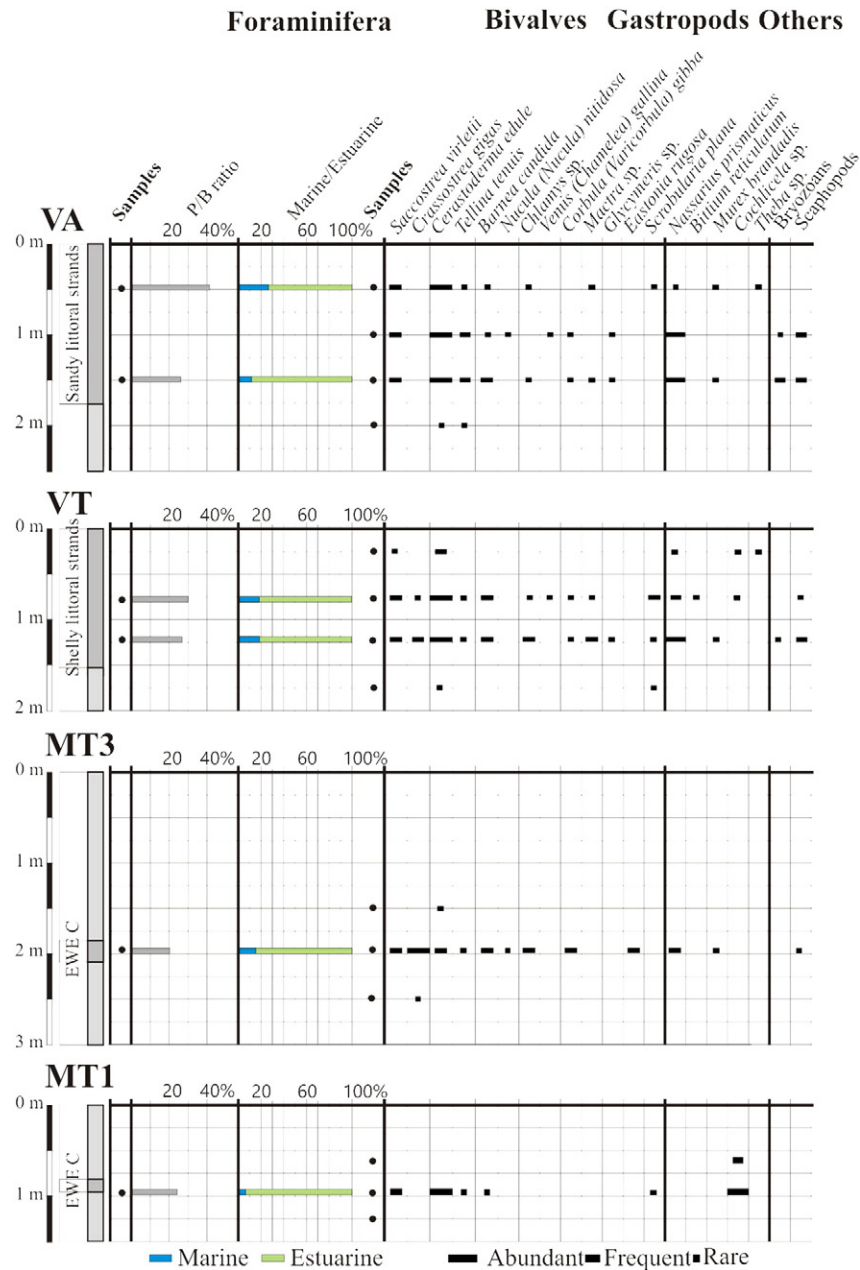 Foraminifera Bivalves Gastropods Others
Samples
P/B ratio
Marine/Estuarine
Samples
Saccostrea virletii
Crassostrea gigas
Cerastoderma edule
Tellina tenuis
Barnea candida
Nucula (Nucula) nitidosa
Chlamys sp.
Venus (Chamelea) gallina
Corbula (Varicorbula) gibba
Mactra sp.
Glycymeris sp.
Eastonia rugosa
Scrobularia plana
Nassarius prismaticus
Bittium reticulatum
Murex brandatis
Cochlicela sp.
Theba sp.
Bryozoans
Scaphopods
VA
20 40% 20 60 100%
0 m
1 m
2 m
Sandy littoral strands
VT
20 40% 20 60 100%
0 m
1 m
2 m
Shelly littoral strands
MT3
20 40% 20 60 100%
0 m
1 m
2 m
3 m
EWE C
MT1
20 40% 20 60 100%
0 m
1 m
EWE C
Marine Estuarine Abundant Frequent Rare